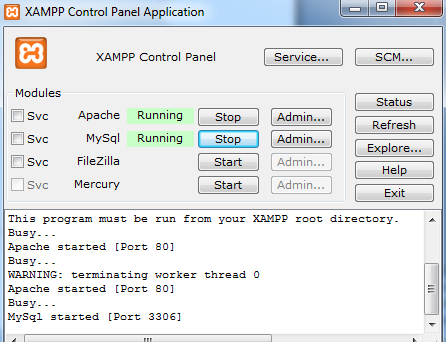 XAMPP Control Panel Application
XAMPP Control Panel
Service...
SCM...
Modules
Svc Apache Running Stop Admin...
Svc MySql Running Stop Admin...
Svc FileZilla Start Admin...
Svc Mercury Start Admin...
Status
Refresh
Explore...
Help
Exit
This program must be run from your XAMPP root directory.
Busy...
Apache started [Port 80]
Busy...
WARNING: terminating worker thread 0
Apache started [Port 80]
Busy...
MySql started [Port 3306]